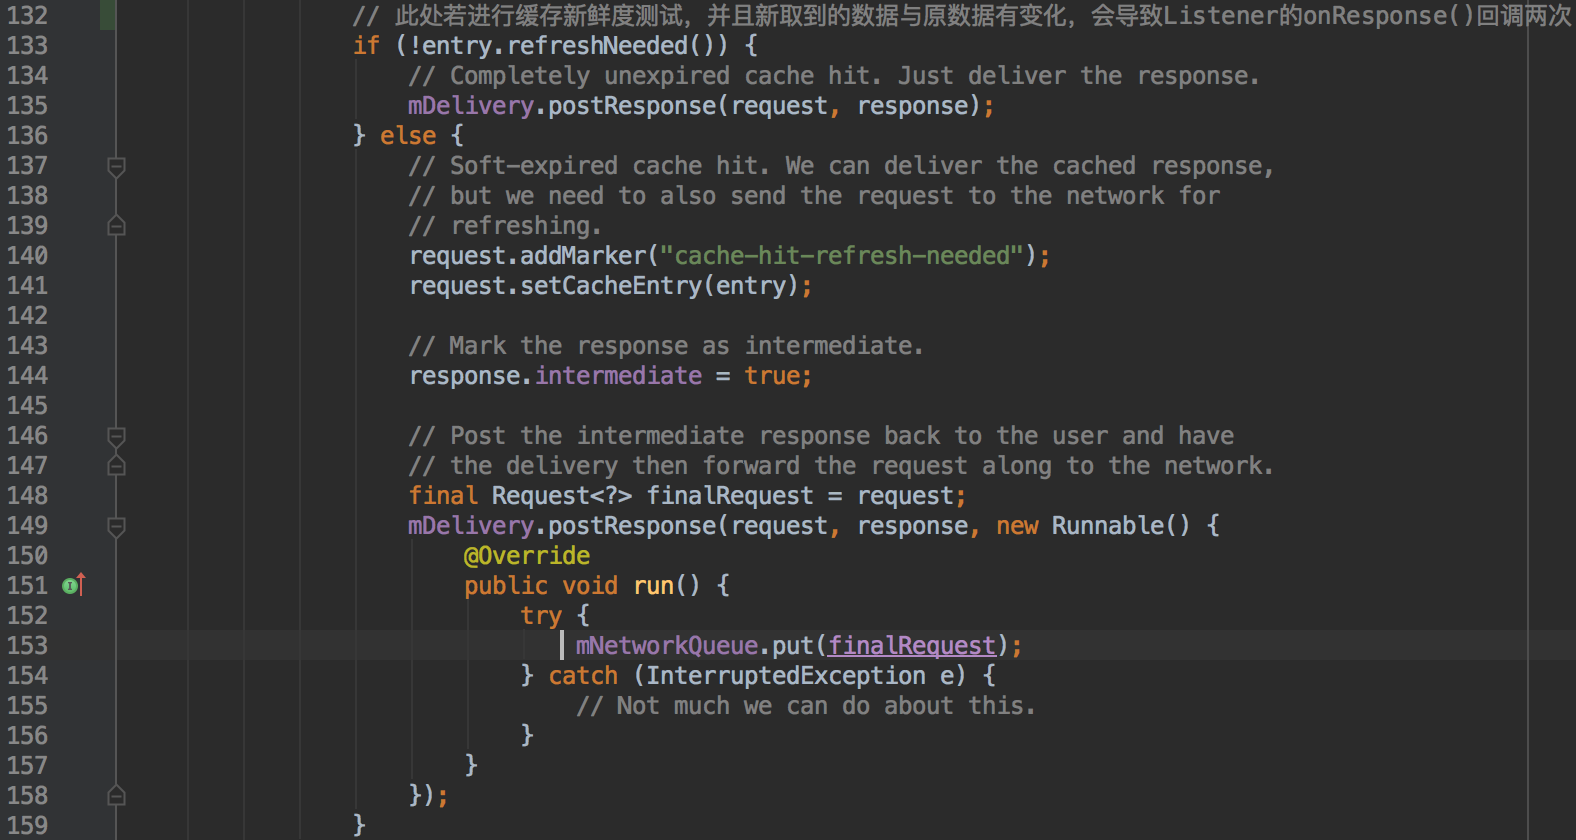 132 // 此处若进行缓存新鲜度测试，并且新取到的数据与原数据有变化，会导致Listener的onResponse()回调两次
133 if (!entry.refreshNeeded()) {
134 // Completely unexpired cache hit. Just deliver the response.
135 mDelivery.postResponse(request, response);
136 } else {
137 // Soft-expired cache hit. We can deliver the cached response,
138 // but we need to also send the request to the network for
139 // refreshing.
140 request.addMarker("cache-hit-refresh-needed");
141 request.setCacheEntry(entry);
142
143 // Mark the response as intermediate.
144 response.intermediate = true;
145
146 // Post the intermediate response back to the user and have
147 // the delivery then forward the request along to the network.
148 final Request<?> finalRequest = request;
149 mDelivery.postResponse(request, response, new Runnable() {
150 @Override
151 public void run() {
152 try {
153 mNetworkQueue.put(finalRequest);
154 } catch (InterruptedException e) {
155 // Not much we can do about this.
156 }
157 }
158 });
159 }